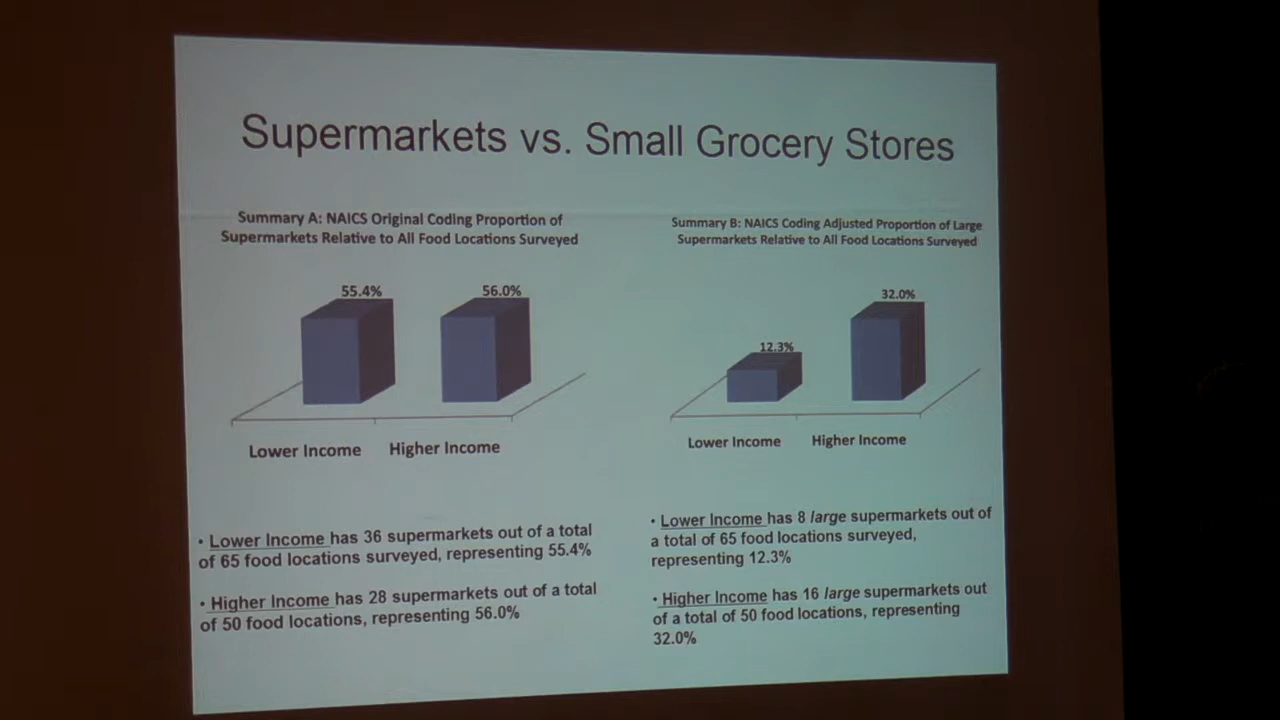 Supermarkets vs. Small Grocery Stores
Summary A: NAICS Original Coding Proportion of
Supermarkets Relative to All Food Locations Surveyed
55.4%
56.0%
Lower Income
Higher Income
• Lower Income has 36 supermarkets out of a total
of 65 food locations surveyed, representing 55.4%
• Higher Income has 28 supermarkets out of a total
of 50 food locations, representing 56.0%
Summary B: NAICS Coding Adjusted Proportion of Large
Supermarkets Relative to All Food Locations Surveyed
12.3%
32.0%
Lower Income
Higher Income
• Lower Income has 8 large supermarkets out of
a total of 65 food locations surveyed,
representing 12.3%
• Higher Income has 16 large supermarkets out
of a total of 50 food locations, representing
32.0%